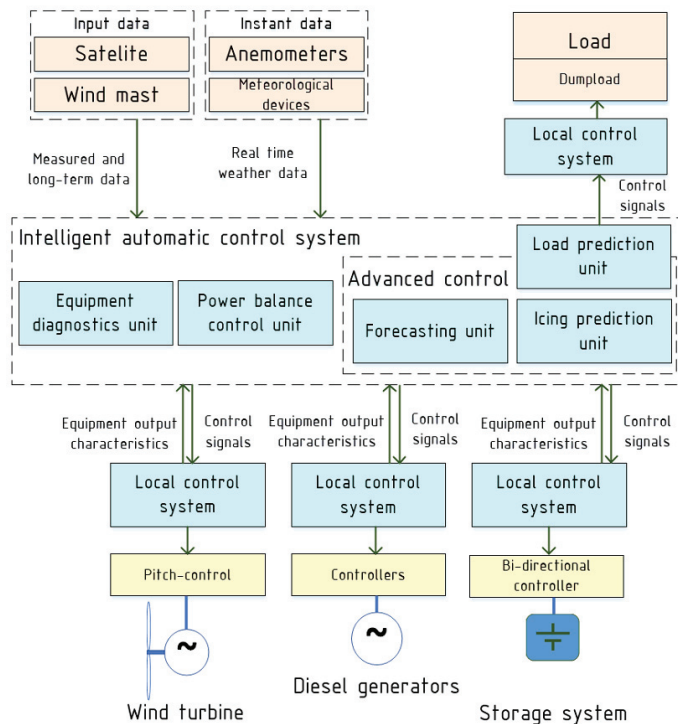 Input data
Satelite
Wind mast
Instant data
Anemometers
Meteorological
devices
Load
Dumpload
Local control
system
Measured and
long-term data
Real time
weather data
Control
signals
Intelligent automatic control system
Load prediction
unit
Advanced control
Equipment
diagnostics unit
Power balance
control unit
Forecasting unit
Icing prediction
unit
Equipment output
characteristics
Control
signals
Equipment output
characteristics
Control
signals
Equipment output
characteristics
Control
signals
Local control
system
Local control
system
Local control
system
Pitch-control
Controllers
Bi-directional
controller
~
~
Wind turbine
Diesel generators
Storage system